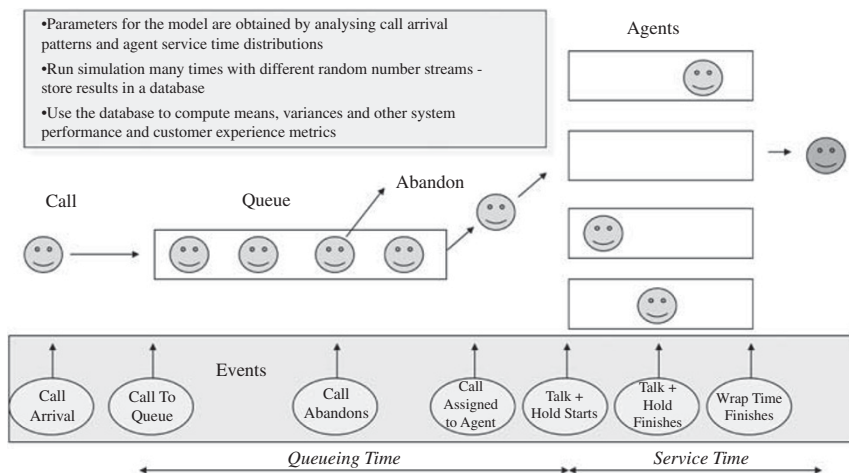 •Parameters for the model are obtained by analysing call arrival
patterns and agent service time distributions
•Run simulation many times with different random number streams -
store results in a database
•Use the database to compute means, variances and other system
performance and customer experience metrics
Agents
Call
Queue
Abandon
Events
Call
Arrival
Call To
Queue
Call
Abandons
Call
Assigned
to Agent
Talk +
Hold Starts
Talk +
Hold
Finishes
Wrap Time
Finishes
Queueing Time
Service Time